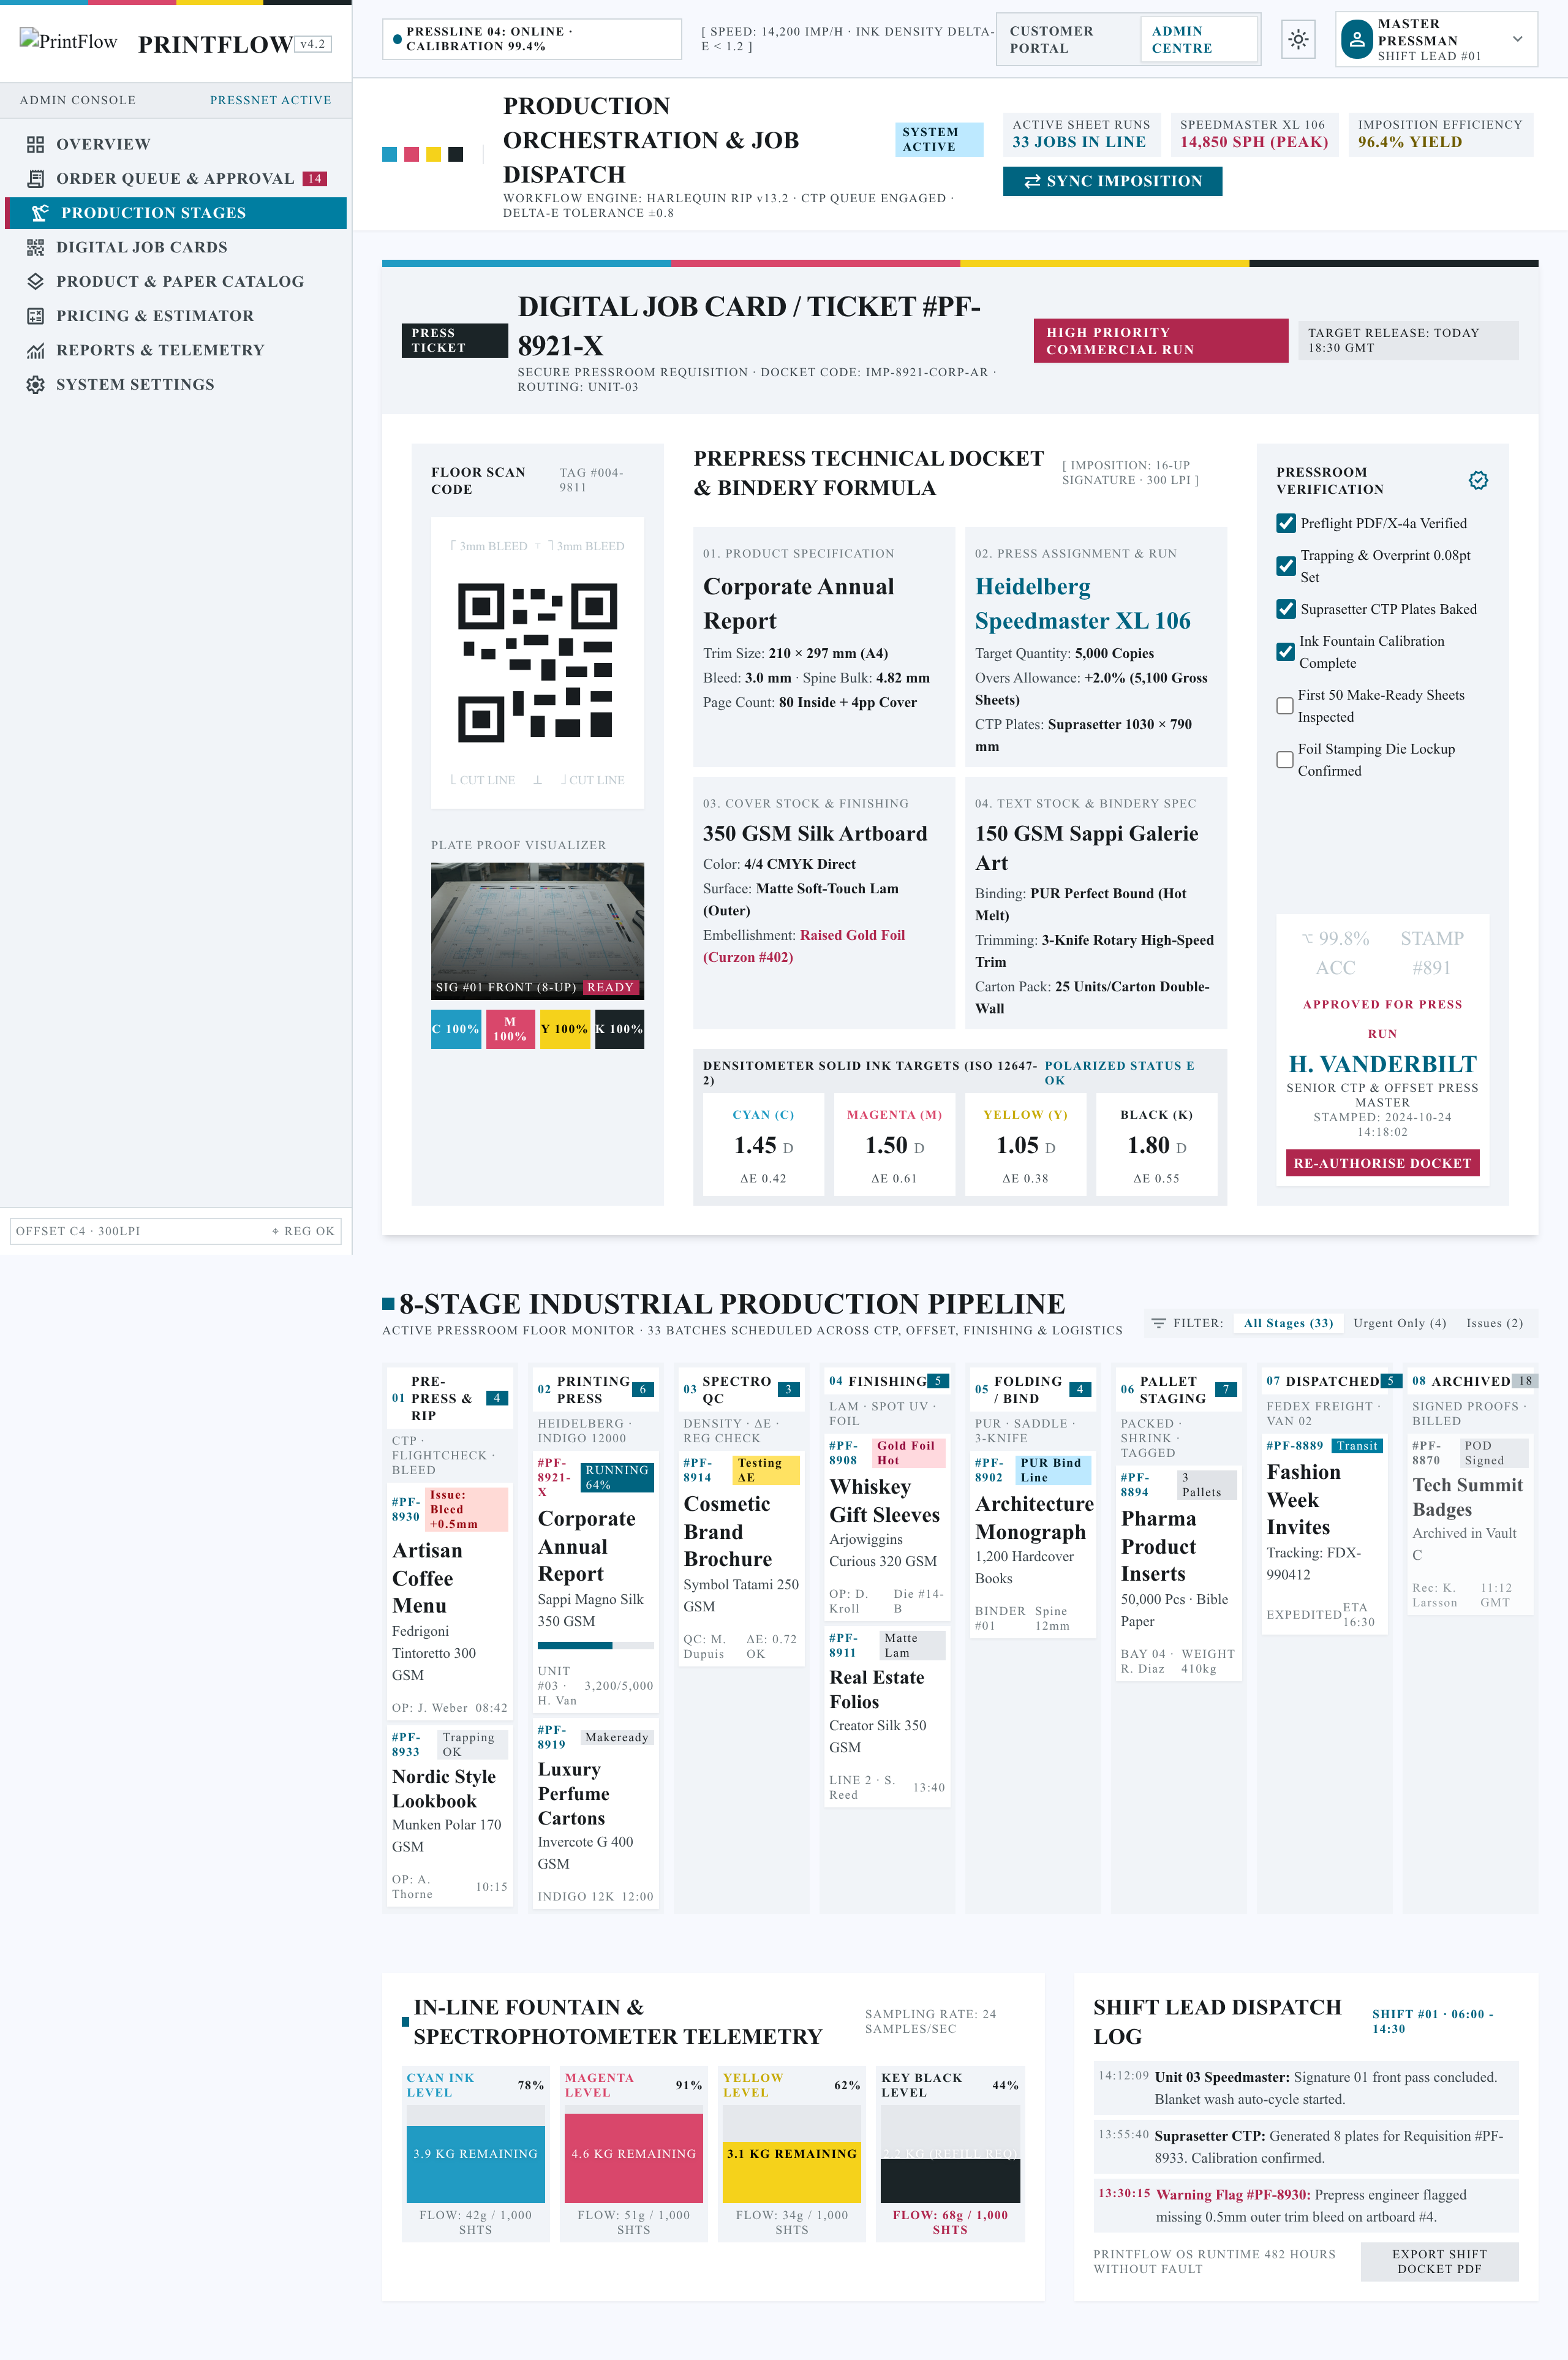 PrintFlow
PRINTFLOW v4.2
ADMIN CONSOLE PRESSNET ACTIVE
OVERVIEW
ORDER QUEUE & APPROVAL 14
PRODUCTION STAGES
DIGITAL JOB CARDS
PRODUCT & PAPER CATALOG
PRICING & ESTIMATOR
REPORTS & TELEMETRY
SYSTEM SETTINGS
OFFSET C4 · 300LPI ⌖ REG OK
PRESSLINE 04: ONLINE ·
CALIBRATION 99.4%
[ SPEED: 14,200 IMP/H · INK DENSITY DELTA-
E < 1.2 ]
CUSTOMER
PORTAL
ADMIN
CENTRE
MASTER
PRESSMAN
SHIFT LEAD #01
PRODUCTION
ORCHESTRATION & JOB
DISPATCH
WORKFLOW ENGINE: HARLEQUIN RIP v13.2 · CTP QUEUE ENGAGED ·
DELTA-E TOLERANCE ±0.8
SYSTEM
ACTIVE
ACTIVE SHEET RUNS
33 JOBS IN LINE
SPEEDMASTER XL 106
14,850 SPH (PEAK)
IMPOSITION EFFICIENCY
96.4% YIELD
SYNC IMPOSITION
PRESS
TICKET
DIGITAL JOB CARD / TICKET #PF-
8921-X
SECURE PRESSROOM REQUISITION · DOCKET CODE: IMP-8921-CORP-AR ·
ROUTING: UNIT-03
HIGH PRIORITY
COMMERCIAL RUN
TARGET RELEASE: TODAY
18:30 GMT
FLOOR SCAN
CODE
TAG #004-
9811
3mm BLEED 3mm BLEED
CUT LINE CUT LINE
PLATE PROOF VISUALIZER
SIG #01 FRONT (8-UP) READY
C 100%
M
100%
Y 100%
K 100%
PREPRESS TECHNICAL DOCKET
& BINDERY FORMULA
[ IMPOSITION: 16-UP
SIGNATURE · 300 LPI ]
01. PRODUCT SPECIFICATION
Corporate Annual
Report
Trim Size: 210 × 297 mm (A4)
Bleed: 3.0 mm · Spine Bulk: 4.82 mm
Page Count: 80 Inside + 4pp Cover
02. PRESS ASSIGNMENT & RUN
Heidelberg
Speedmaster XL 106
Target Quantity: 5,000 Copies
Overs Allowance: +2.0% (5,100 Gross
Sheets)
CTP Plates: Suprasetter 1030 × 790
mm
03. COVER STOCK & FINISHING
350 GSM Silk Artboard
Color: 4/4 CMYK Direct
Surface: Matte Soft-Touch Lam
(Outer)
Embellishment: Raised Gold Foil
(Curzon #402)
04. TEXT STOCK & BINDERY SPEC
150 GSM Sappi Galerie
Art
Binding: PUR Perfect Bound (Hot
Melt)
Trimming: 3-Knife Rotary High-Speed
Trim
Carton Pack: 25 Units/Carton Double-
Wall
DENSITOMETER SOLID INK TARGETS (ISO 12647-
2)
POLARIZED STATUS E
OK
CYAN (C)
1.45 D
ΔE 0.42
MAGENTA (M)
1.50 D
ΔE 0.61
YELLOW (Y)
1.05 D
ΔE 0.38
BLACK (K)
1.80 D
ΔE 0.55
PRESSROOM
VERIFICATION
Preflight PDF/X-4a Verified
Trapping & Overprint 0.08pt
Set
Suprasetter CTP Plates Baked
Ink Fountain Calibration
Complete
First 50 Make-Ready Sheets
Inspected
Foil Stamping Die Lockup
Confirmed
⌥ 99.8%
ACC
STAMP
#891
APPROVED FOR PRESS
RUN
H. VANDERBILT
SENIOR CTP & OFFSET PRESS
MASTER
STAMPED: 2024-10-24
14:18:02
RE-AUTHORISE DOCKET
8-STAGE INDUSTRIAL PRODUCTION PIPELINE
ACTIVE PRESSROOM FLOOR MONITOR · 33 BATCHES SCHEDULED ACROSS CTP, OFFSET, FINISHING & LOGISTICS
FILTER: All Stages (33) Urgent Only (4) Issues (2)
01 PRE-
PRESS &
RIP 4
CTP ·
FLIGHTCHECK ·
BLEED
#PF-
8930
Issue:
Bleed
+0.5mm
Artisan
Coffee
Menu
Fedrigoni
Tintoretto 300
GSM
OP: J. Weber 08:42
#PF-
8933
Trapping
OK
Nordic Style
Lookbook
Munken Polar 170
GSM
OP: A.
Thorne
10:15
02 PRINTING
PRESS 6
HEIDELBERG ·
INDIGO 12000
#PF-
8921-
X
RUNNING
64%
Corporate
Annual
Report
Sappi Magno Silk
350 GSM
UNIT
#03 ·
H. Van
3,200/5,000
#PF-
8919
Makeready
Luxury
Perfume
Cartons
Invercote G 400
GSM
INDIGO 12K 12:00
03 SPECTRO
QC 3
DENSITY · ΔE ·
REG CHECK
#PF-
8914
Testing
ΔE
Cosmetic
Brand
Brochure
Symbol Tatami 250
GSM
QC: M.
Dupuis
ΔE: 0.72
OK
04 FINISHING 5
LAM · SPOT UV ·
FOIL
#PF-
8908
Gold Foil
Hot
Whiskey
Gift Sleeves
Arjowiggins
Curious 320 GSM
OP: D.
Kroll
Die #14-
B
#PF-
8911
Matte
Lam
Real Estate
Folios
Creator Silk 350
GSM
LINE 2 · S.
Reed
13:40
05 FOLDING
/ BIND 4
PUR · SADDLE ·
3-KNIFE
#PF-
8902
PUR Bind
Line
Architecture
Monograph
1,200 Hardcover
Books
BINDER
#01
Spine
12mm
06 PALLET
STAGING 7
PACKED ·
SHRINK ·
TAGGED
#PF-
8894
3
Pallets
Pharma
Product
Inserts
50,000 Pcs · Bible
Paper
BAY 04 ·
R. Diaz
WEIGHT
410kg
07 DISPATCHED 5
FEDEX FREIGHT ·
VAN 02
#PF-8889 Transit
Fashion
Week
Invites
Tracking: FDX-
990412
EXPEDITED
ETA
16:30
08 ARCHIVED 18
SIGNED PROOFS ·
BILLED
#PF-
8870
POD
Signed
Tech Summit
Badges
Archived in Vault
C
Rec: K.
Larsson
11:12
GMT
IN-LINE FOUNTAIN &
SPECTROPHOTOMETER TELEMETRY
SAMPLING RATE: 24
SAMPLES/SEC
CYAN INK
LEVEL 78%
3.9 KG REMAINING
FLOW: 42g / 1,000
SHTS
MAGENTA
LEVEL 91%
4.6 KG REMAINING
FLOW: 51g / 1,000
SHTS
YELLOW
LEVEL 62%
3.1 KG REMAINING
FLOW: 34g / 1,000
SHTS
KEY BLACK
LEVEL 44%
2.2 KG (REFILL REQ)
FLOW: 68g / 1,000
SHTS
SHIFT LEAD DISPATCH
LOG
SHIFT #01 · 06:00 -
14:30
14:12:09 Unit 03 Speedmaster: Signature 01 front pass concluded.
Blanket wash auto-cycle started.
13:55:40 Suprasetter CTP: Generated 8 plates for Requisition #PF-
8933. Calibration confirmed.
13:30:15 Warning Flag #PF-8930: Prepress engineer flagged
missing 0.5mm outer trim bleed on artboard #4.
PRINTFLOW OS RUNTIME 482 HOURS
WITHOUT FAULT
EXPORT SHIFT
DOCKET PDF